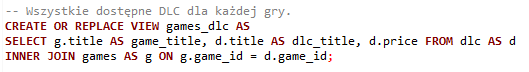 -- Wszystkie dostępne DLC dla każdej gry.
CREATE OR REPLACE VIEW games_dlc AS
SELECT g.title AS game_title, d.title AS dlc_title, d.price FROM dlc AS d
INNER JOIN games AS g ON g.game_id = d.game_id;